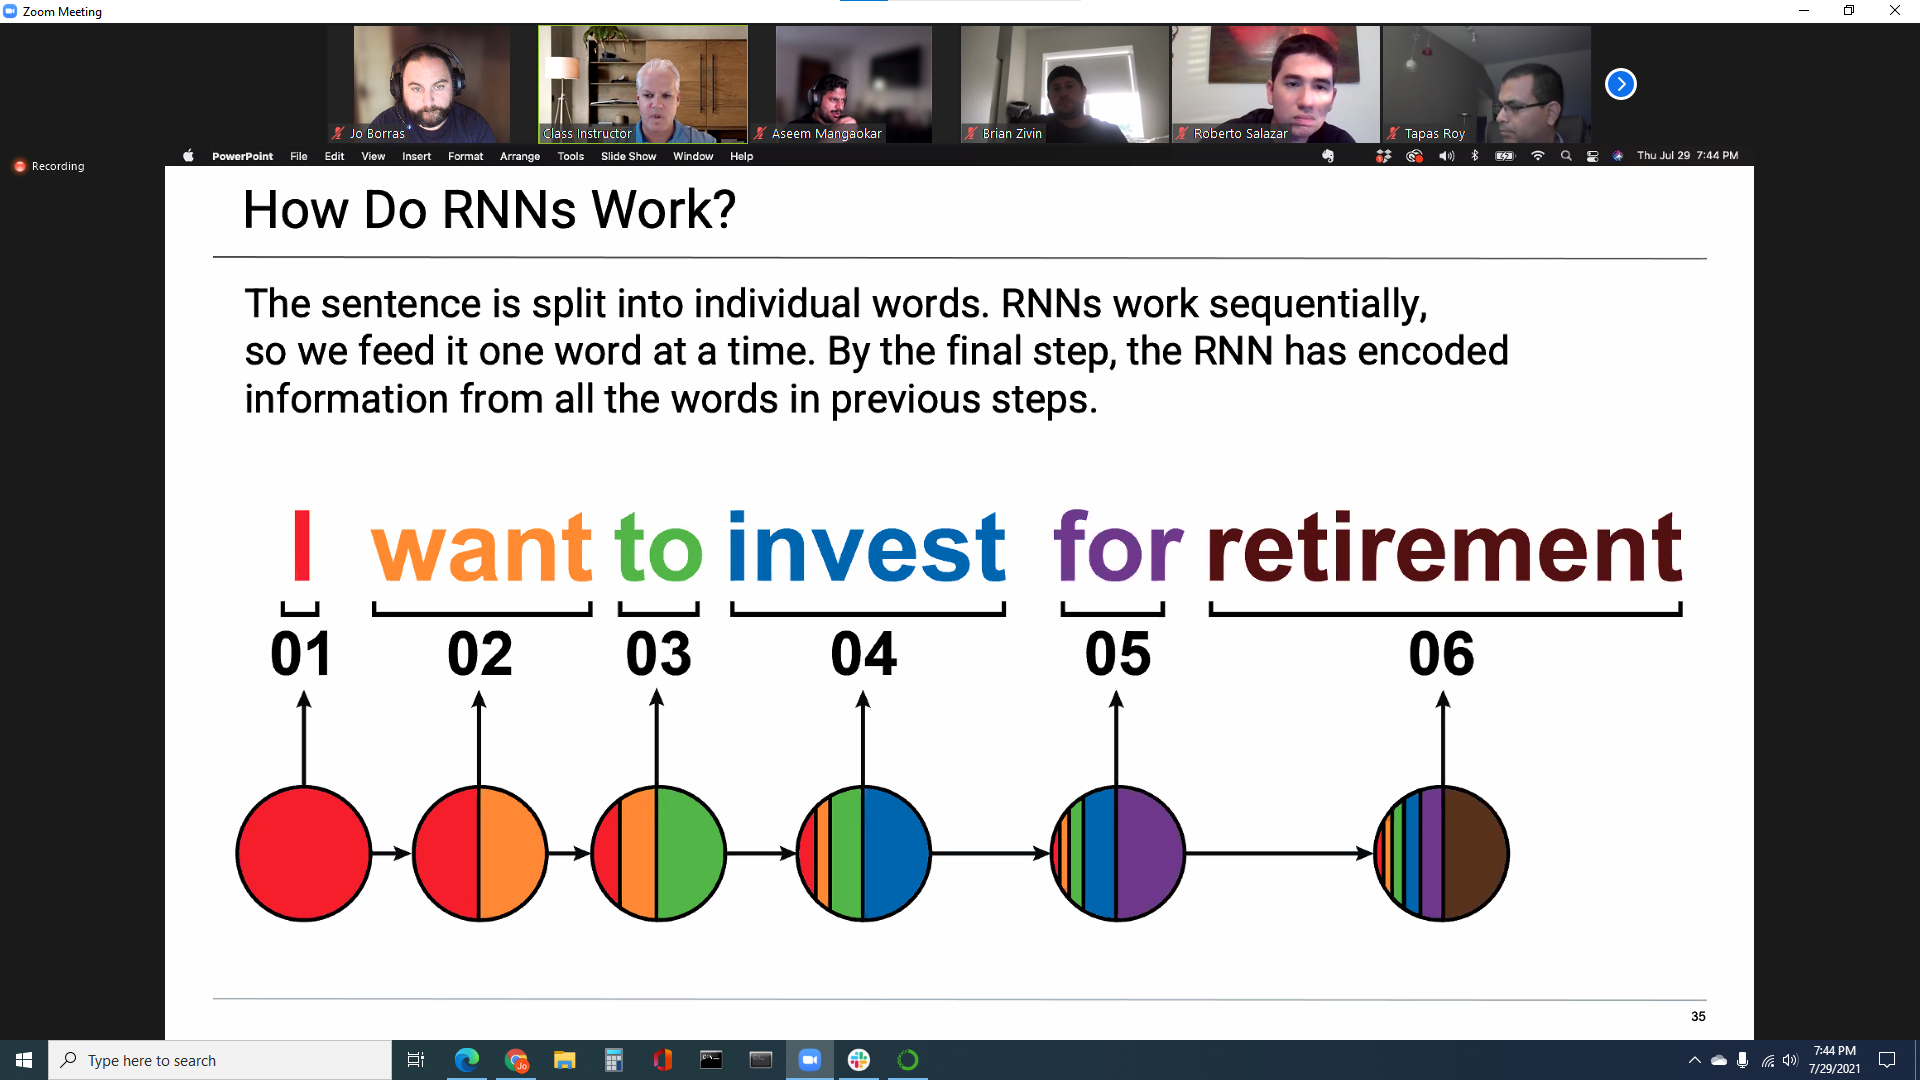 Zoom Meeting
Jo Borras
Class Instructor
Aseem Mangaokar
Brian Zivin
Roberto Salazar
Tapas Roy
Recording
PowerPoint File Edit View Insert Format Arrange Tools Slide Show Window Help
Thu Jul 29 7:44 PM
How Do RNNs Work?
The sentence is split into individual words. RNNs work sequentially,
so we feed it one word at a time. By the final step, the RNN has encoded
information from all the words in previous steps.
I want to invest for retirement
01 02 03 04 05 06
35
Type here to search
Jo
7:44 PM
7/29/2021